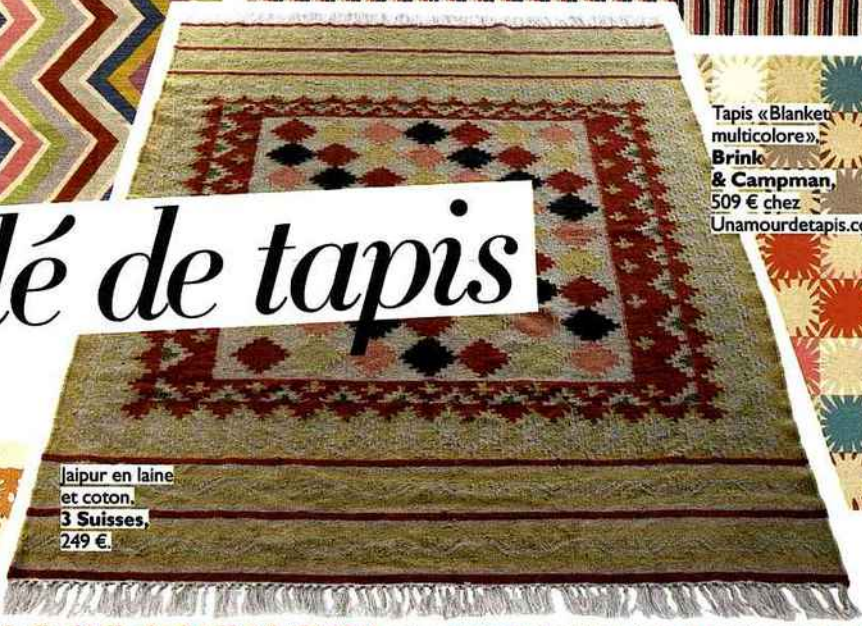 Tapis «Blanket
multicolore»,
Brink
& Campman,
509 € chez
Unamourdetapis.co
lé de tapis
Jaipur en laine
et coton,
3 Suisses,
249 €.